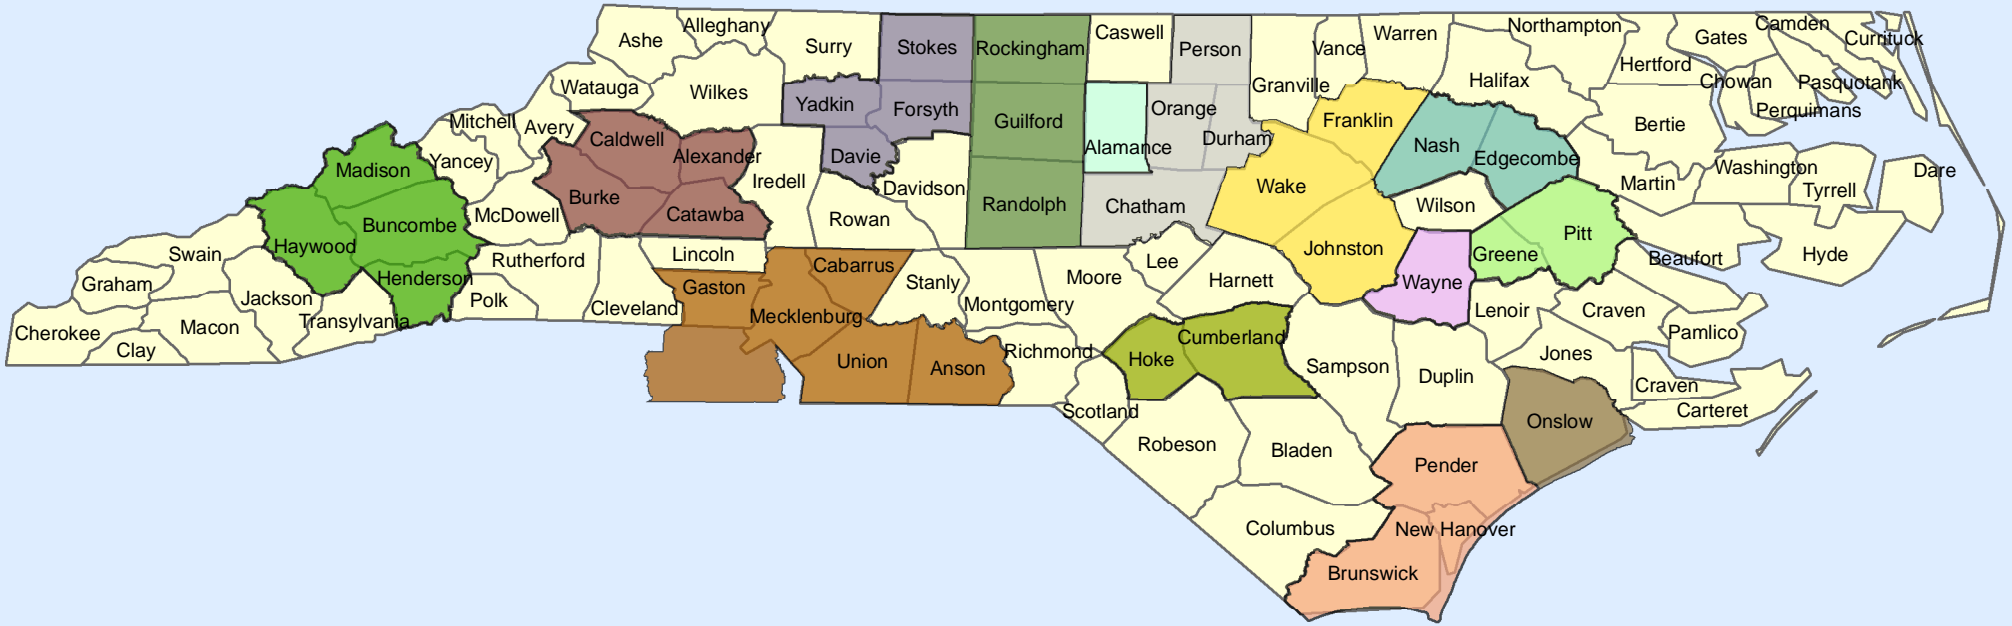 Alleghany
Northampton
Camden
Ashe
Surry
Stokes
Rockingham
Caswell
Person
Vance
Warren
Gates
Currituck
Watauga
Wilkes
Granville
Halifax
Hertford
Chowan
Pasquotank
Perquimans
Mitchell
Avery
Caldwell
Yadkin
Forsyth
Guilford
Alamance
Orange
Durham
Franklin
Nash
Edgecombe
Bertie
Madison
Yancey
Alexander
Iredell
Davie
Davidson
Randolph
Chatham
Wake
Wilson
Martin
Washington
Tyrrell
Dare
Haywood
Buncombe
McDowell
Burke
Catawba
Rowan
Johnston
Greene
Pitt
Beaufort
Hyde
Swain
Graham
Jackson
Henderson
Rutherford
Polk
Lincoln
Gaston
Cleveland
Cabarrus
Stanly
Montgomery
Moore
Lee
Harnett
Wayne
Lenoir
Craven
Pamlico
Cherokee
Clay
Macon
Transylvania
Mecklenburg
Union
Anson
Richmond
Hoke
Cumberland
Sampson
Duplin
Jones
Craven
Carteret
Scotland
Robeson
Bladen
Onslow
Pender
Columbus
New Hanover
Brunswick